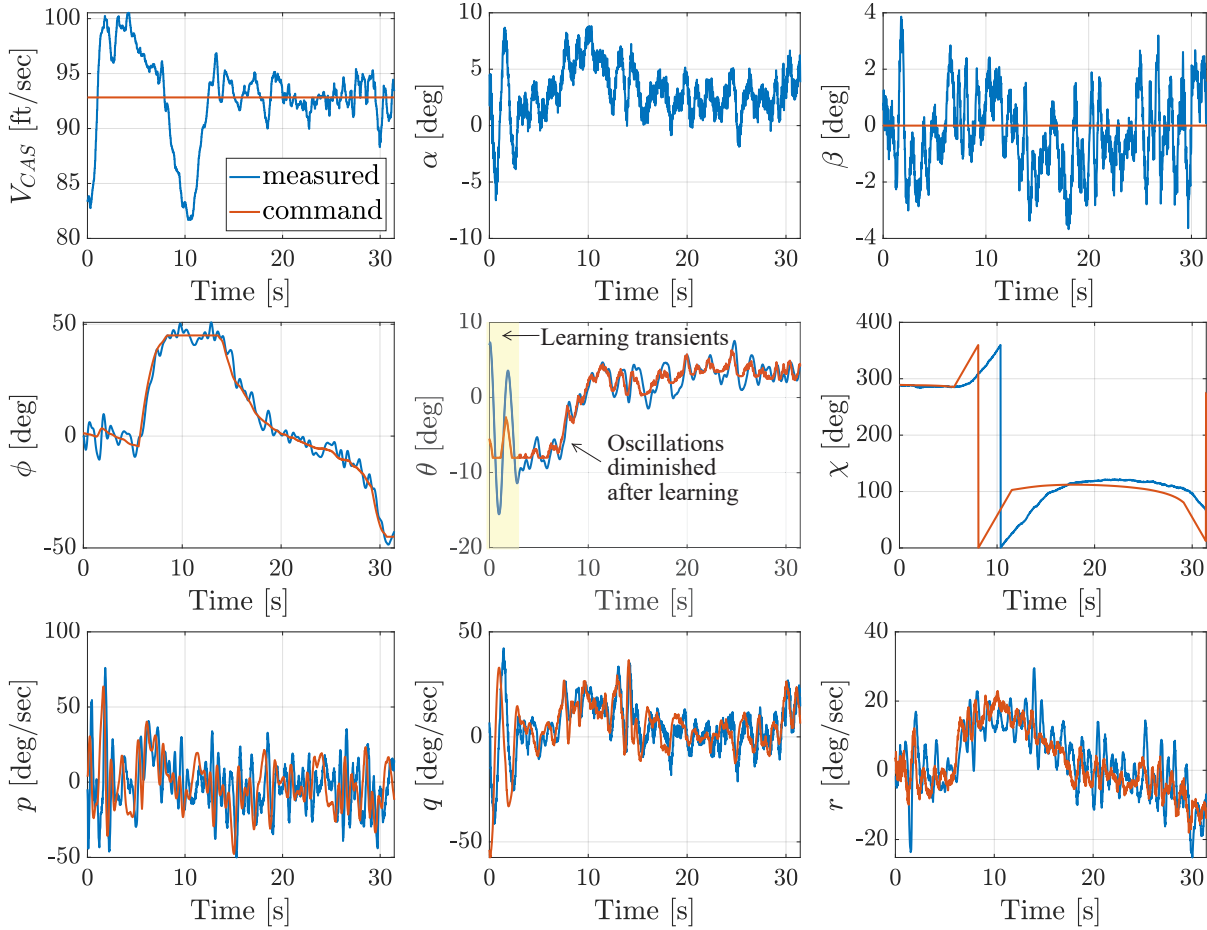 100
95
90
85
80
V_CAS [ft/sec]
measured
command
0 10 20 30
Time [s]
10
5
0
-5
-10
α [deg]
0 10 20 30
Time [s]
4
2
0
-2
-4
β [deg]
0 10 20 30
Time [s]
50
0
-50
ϕ [deg]
0 10 20 30
Time [s]
10
0
-10
-20
θ [deg]
Learning transients
Oscillations
diminished
after learning
0 10 20 30
Time [s]
400
300
200
100
0
χ [deg]
0 10 20 30
Time [s]
100
50
0
-50
p [deg/sec]
0 10 20 30
Time [s]
50
0
-50
q [deg/sec]
0 10 20 30
Time [s]
40
20
0
-20
r [deg/sec]
0 10 20 30
Time [s]